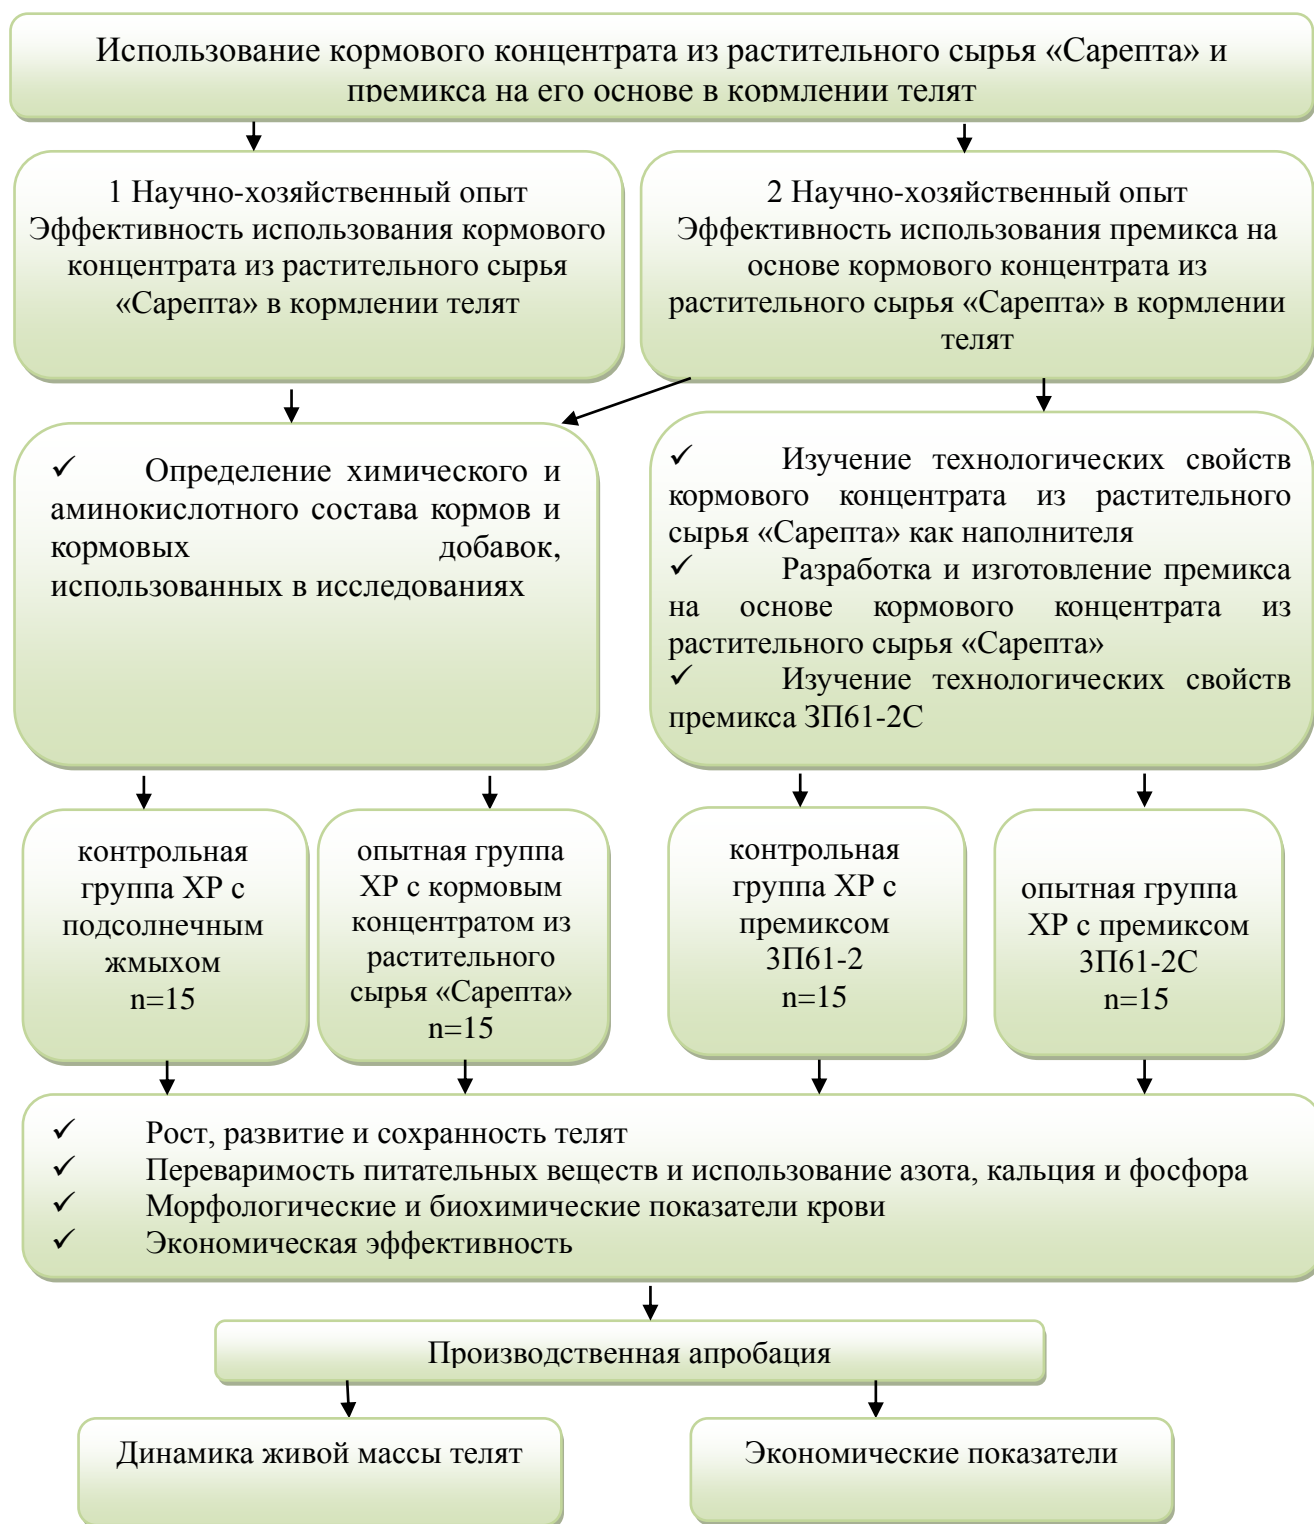 Использование кормового концентрата из растительного сырья «Сарепта» и
премикса на его основе в кормлении телят
1 Научно-хозяйственный опыт
Эффективность использования кормового
концентрата из растительного сырья
«Сарепта» в кормлении телят
2 Научно-хозяйственный опыт
Эффективность использования премикса на
основе кормового концентрата из
растительного сырья «Сарепта» в кормлении
телят
✓ Определение химического и
аминокислотного состава кормов и
кормовых добавок,
использованных в исследованиях
✓ Изучение технологических свойств
кормового концентрата из растительного
сырья «Сарепта» как наполнителя
✓ Разработка и изготовление премикса
на основе кормового концентрата из
растительного сырья «Сарепта»
✓ Изучение технологических свойств
премикса ЗП61-2С
контрольная
группа ХР с
подсолнечным
жмыхом
n=15
опытная группа
ХР с кормовым
концентратом из
растительного
сырья «Сарепта»
n=15
контрольная
группа ХР с
премиксом
ЗП61-2
n=15
опытная группа
ХР с премиксом
ЗП61-2С
n=15
✓ Рост, развитие и сохранность телят
✓ Переваримость питательных веществ и использование азота, кальция и фосфора
✓ Морфологические и биохимические показатели крови
✓ Экономическая эффективность
Производственная апробация
Динамика живой массы телят
Экономические показатели